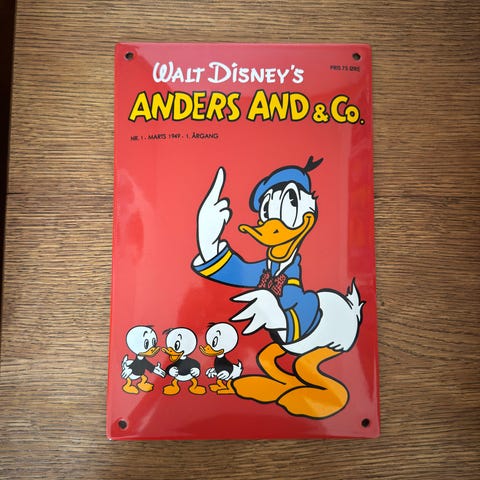 WALT DISNEY'S
PRIS 75 ØRE
ANDERS AND & CO.
NR. 1 - MARTS 1949 - 1. ÅRGANG